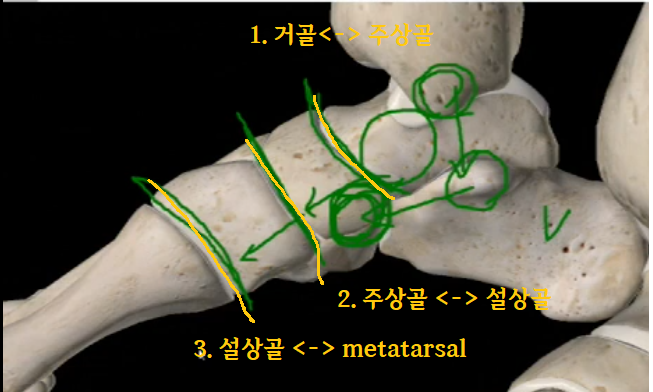 1. 거골<-> 주상골
2. 주상골 <-> 설상골
3. 설상골 <-> metatarsal